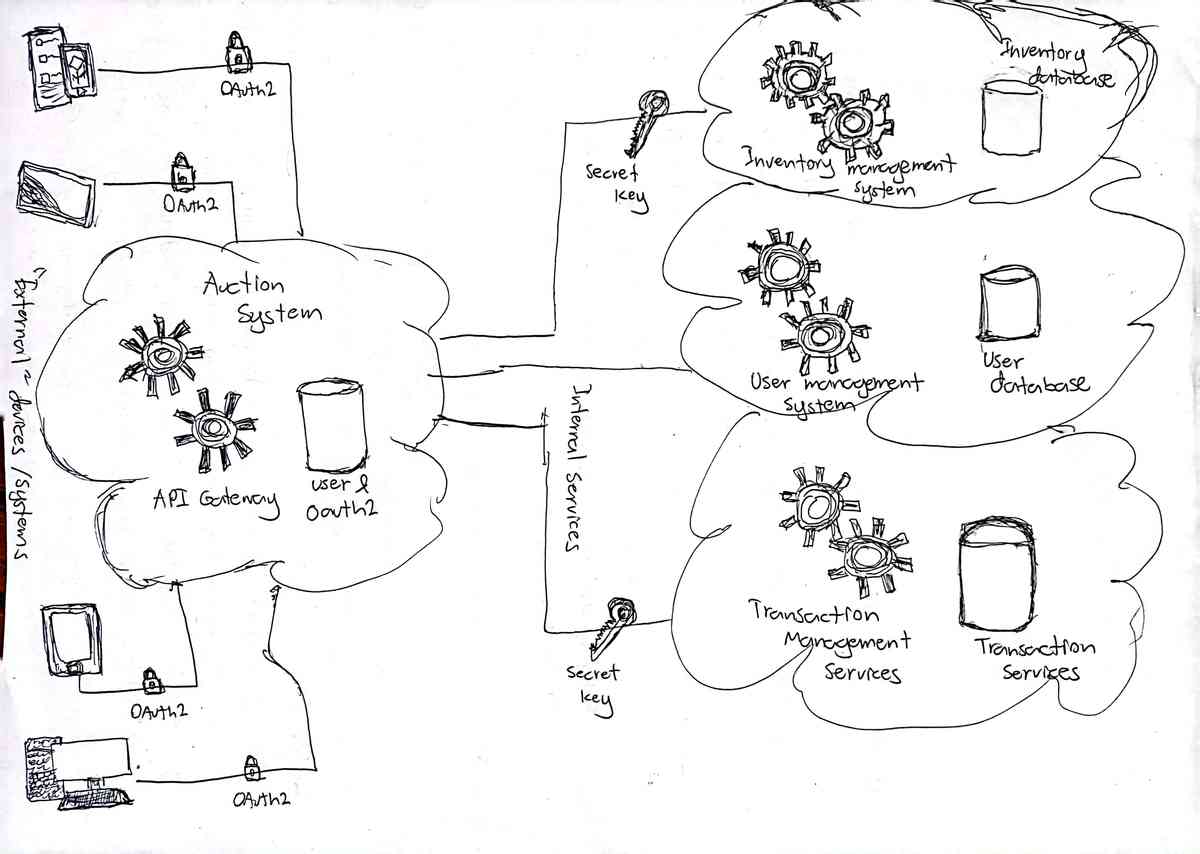 OAuth2
OAuth2
Auction
System
API Gateway
user &
Oauth2
External devices / systems
OAuth2
OAuth2
Internal Services
Secret
key
Secret
key
Inventory
database
Inventory management
system
User management
system
User
database
Transaction
Management
Services
Transaction
Services